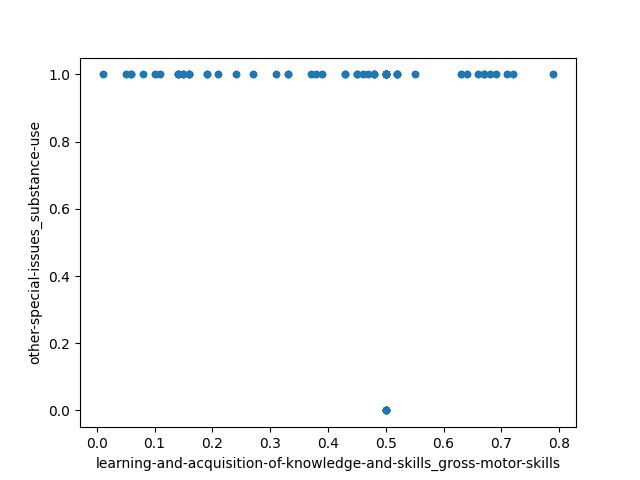 1.0
0.8
0.6
0.4
0.2
0.0
other-special-issues_substance-use
0.0 0.1 0.2 0.3 0.4 0.5 0.6 0.7 0.8
learning-and-acquisition-of-knowledge-and-skills_gross-motor-skills